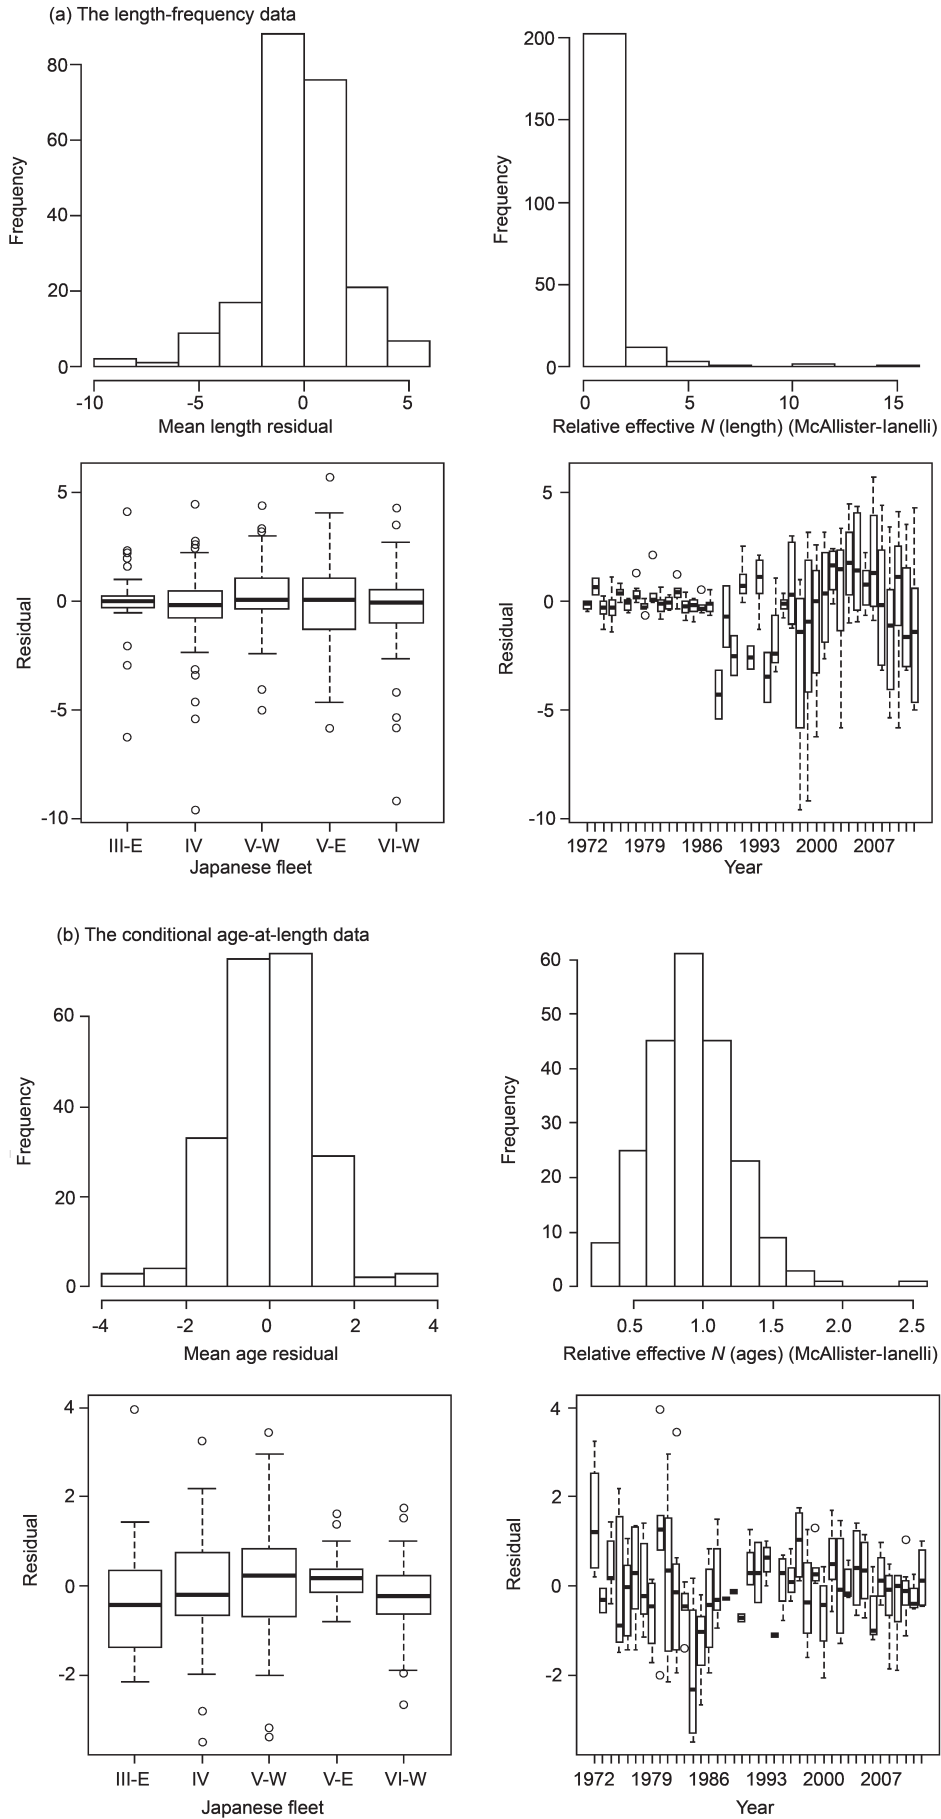 (a) The length-frequency data
80
60
40
20
0
Frequency
-10 -5 0 5
Mean length residual
200
150
100
50
0
Frequency
0 5 10 15
Relative effective N (length) (McAllister-Ianelli)
5
0
-5
-10
Residual
III-E IV V-W V-E VI-W
Japanese fleet
5
0
-5
-10
Residual
1972 1979 1986 1993 2000 2007
Year
(b) The conditional age-at-length data
60
40
20
0
Frequency
-4 -2 0 2 4
Mean age residual
60
50
40
30
20
10
0
Frequency
0.5 1.0 1.5 2.0 2.5
Relative effective N (ages) (McAllister-Ianelli)
4
2
0
-2
Residual
III-E IV V-W V-E VI-W
Japanese fleet
4
2
0
-2
Residual
1972 1979 1986 1993 2000 2007
Year